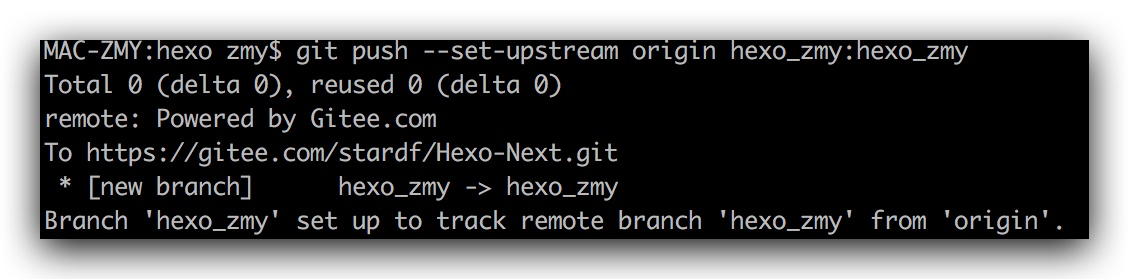 MAC-ZMY:hexo zmy$ git push --set-upstream origin hexo_zmy:hexo_zmy
Total 0 (delta 0), reused 0 (delta 0)
remote: Powered by Gitee.com
To https://gitee.com/stardf/Hexo-Next.git
 * [new branch]      hexo_zmy -> hexo_zmy
Branch 'hexo_zmy' set up to track remote branch 'hexo_zmy' from 'origin'.